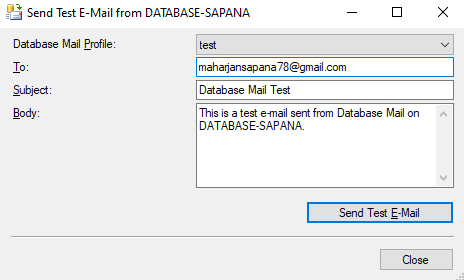 Send Test E-Mail from DATABASE-SAPANA
Database Mail Profile: test
To: maharjansapana78@gmail.com
Subject: Database Mail Test
Body: This is a test e-mail sent from Database Mail on
DATABASE-SAPANA.
Send Test E-Mail
Close